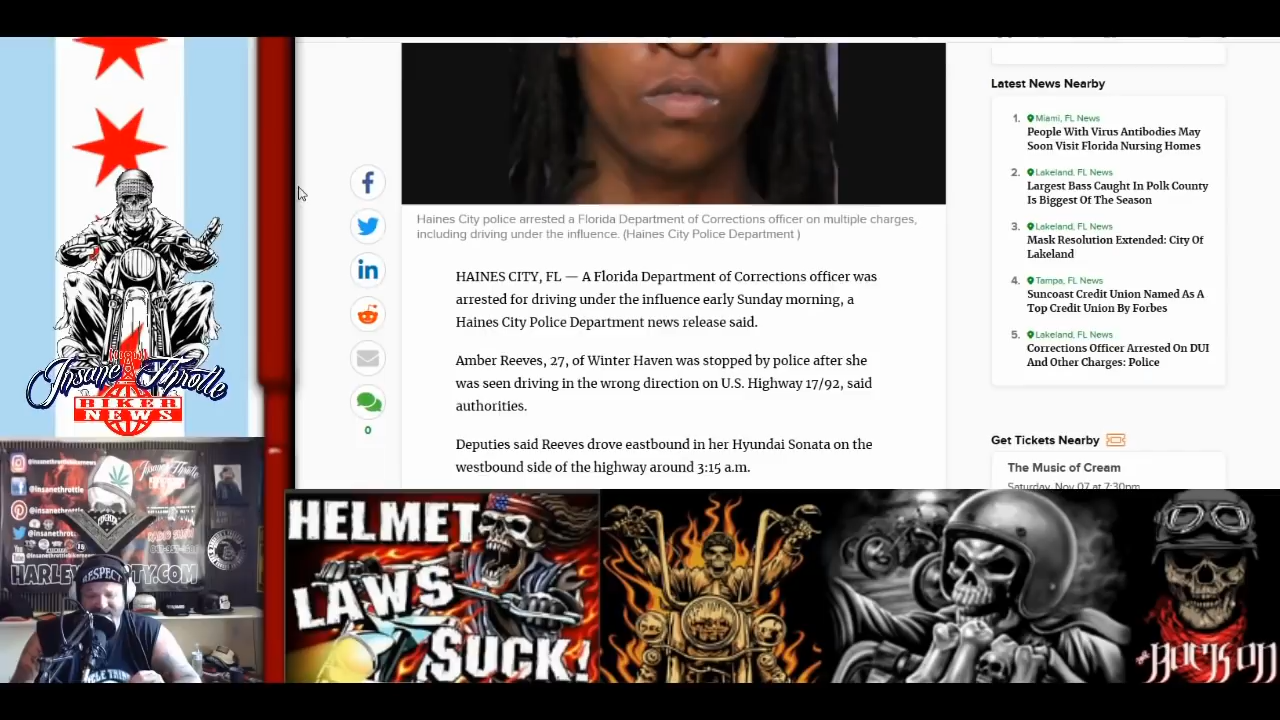 Haines City police arrested a Florida Department of Corrections officer on multiple charges,
including driving under the influence. (Haines City Police Department )
HAINES CITY, FL — A Florida Department of Corrections officer was
arrested for driving under the influence early Sunday morning, a
Haines City Police Department news release said.
Amber Reeves, 27, of Winter Haven was stopped by police after she
was seen driving in the wrong direction on U.S. Highway 17/92, said
authorities.
Deputies said Reeves drove eastbound in her Hyundai Sonata on the
westbound side of the highway around 3:15 a.m.
0
Latest News Nearby
1. Miami, FL News
People With Virus Antibodies May
Soon Visit Florida Nursing Homes
2. Lakeland, FL News
Largest Bass Caught In Polk County
Is Biggest Of The Season
3. Lakeland, FL News
Mask Resolution Extended: City Of
Lakeland
4. Tampa, FL News
Suncoast Credit Union Named As A
Top Credit Union By Forbes
5. Lakeland, FL News
Corrections Officer Arrested On DUI
And Other Charges: Police
Get Tickets Nearby
The Music of Cream
Saturday, Nov 07 at 7:30pm
Insane Throttle
BIKER
NEWS
@insanethrottle
HARLEY
RESPECT
HELMET
LAWS
SUCK!